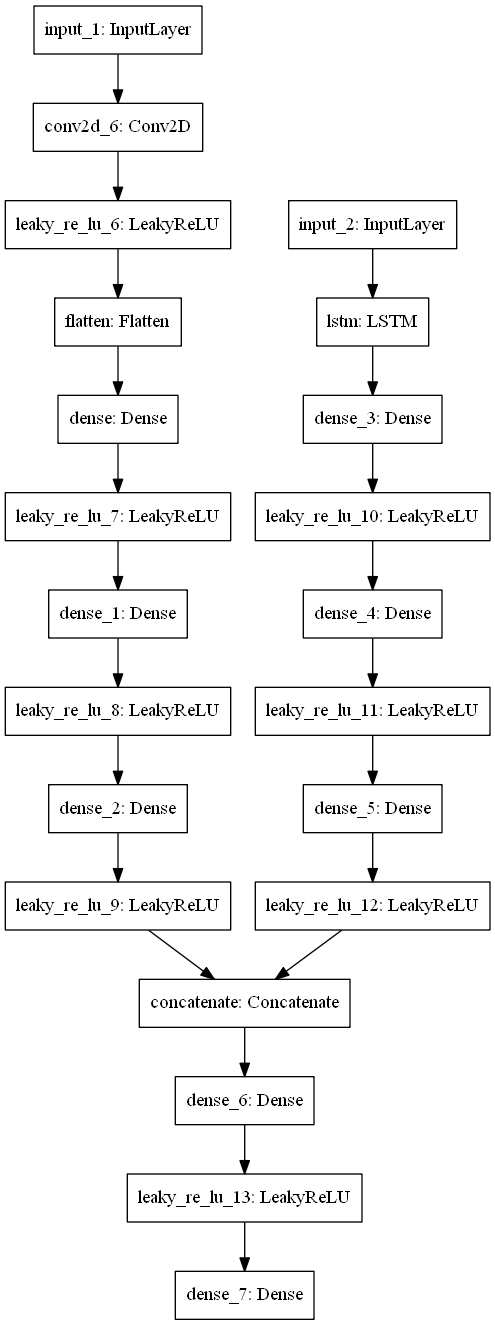 input_1: InputLayer
conv2d_6: Conv2D
leaky_re_lu_6: LeakyReLU
flatten: Flatten
dense: Dense
leaky_re_lu_7: LeakyReLU
dense_1: Dense
leaky_re_lu_8: LeakyReLU
dense_2: Dense
leaky_re_lu_9: LeakyReLU
input_2: InputLayer
lstm: LSTM
dense_3: Dense
leaky_re_lu_10: LeakyReLU
dense_4: Dense
leaky_re_lu_11: LeakyReLU
dense_5: Dense
leaky_re_lu_12: LeakyReLU
concatenate: Concatenate
dense_6: Dense
leaky_re_lu_13: LeakyReLU
dense_7: Dense